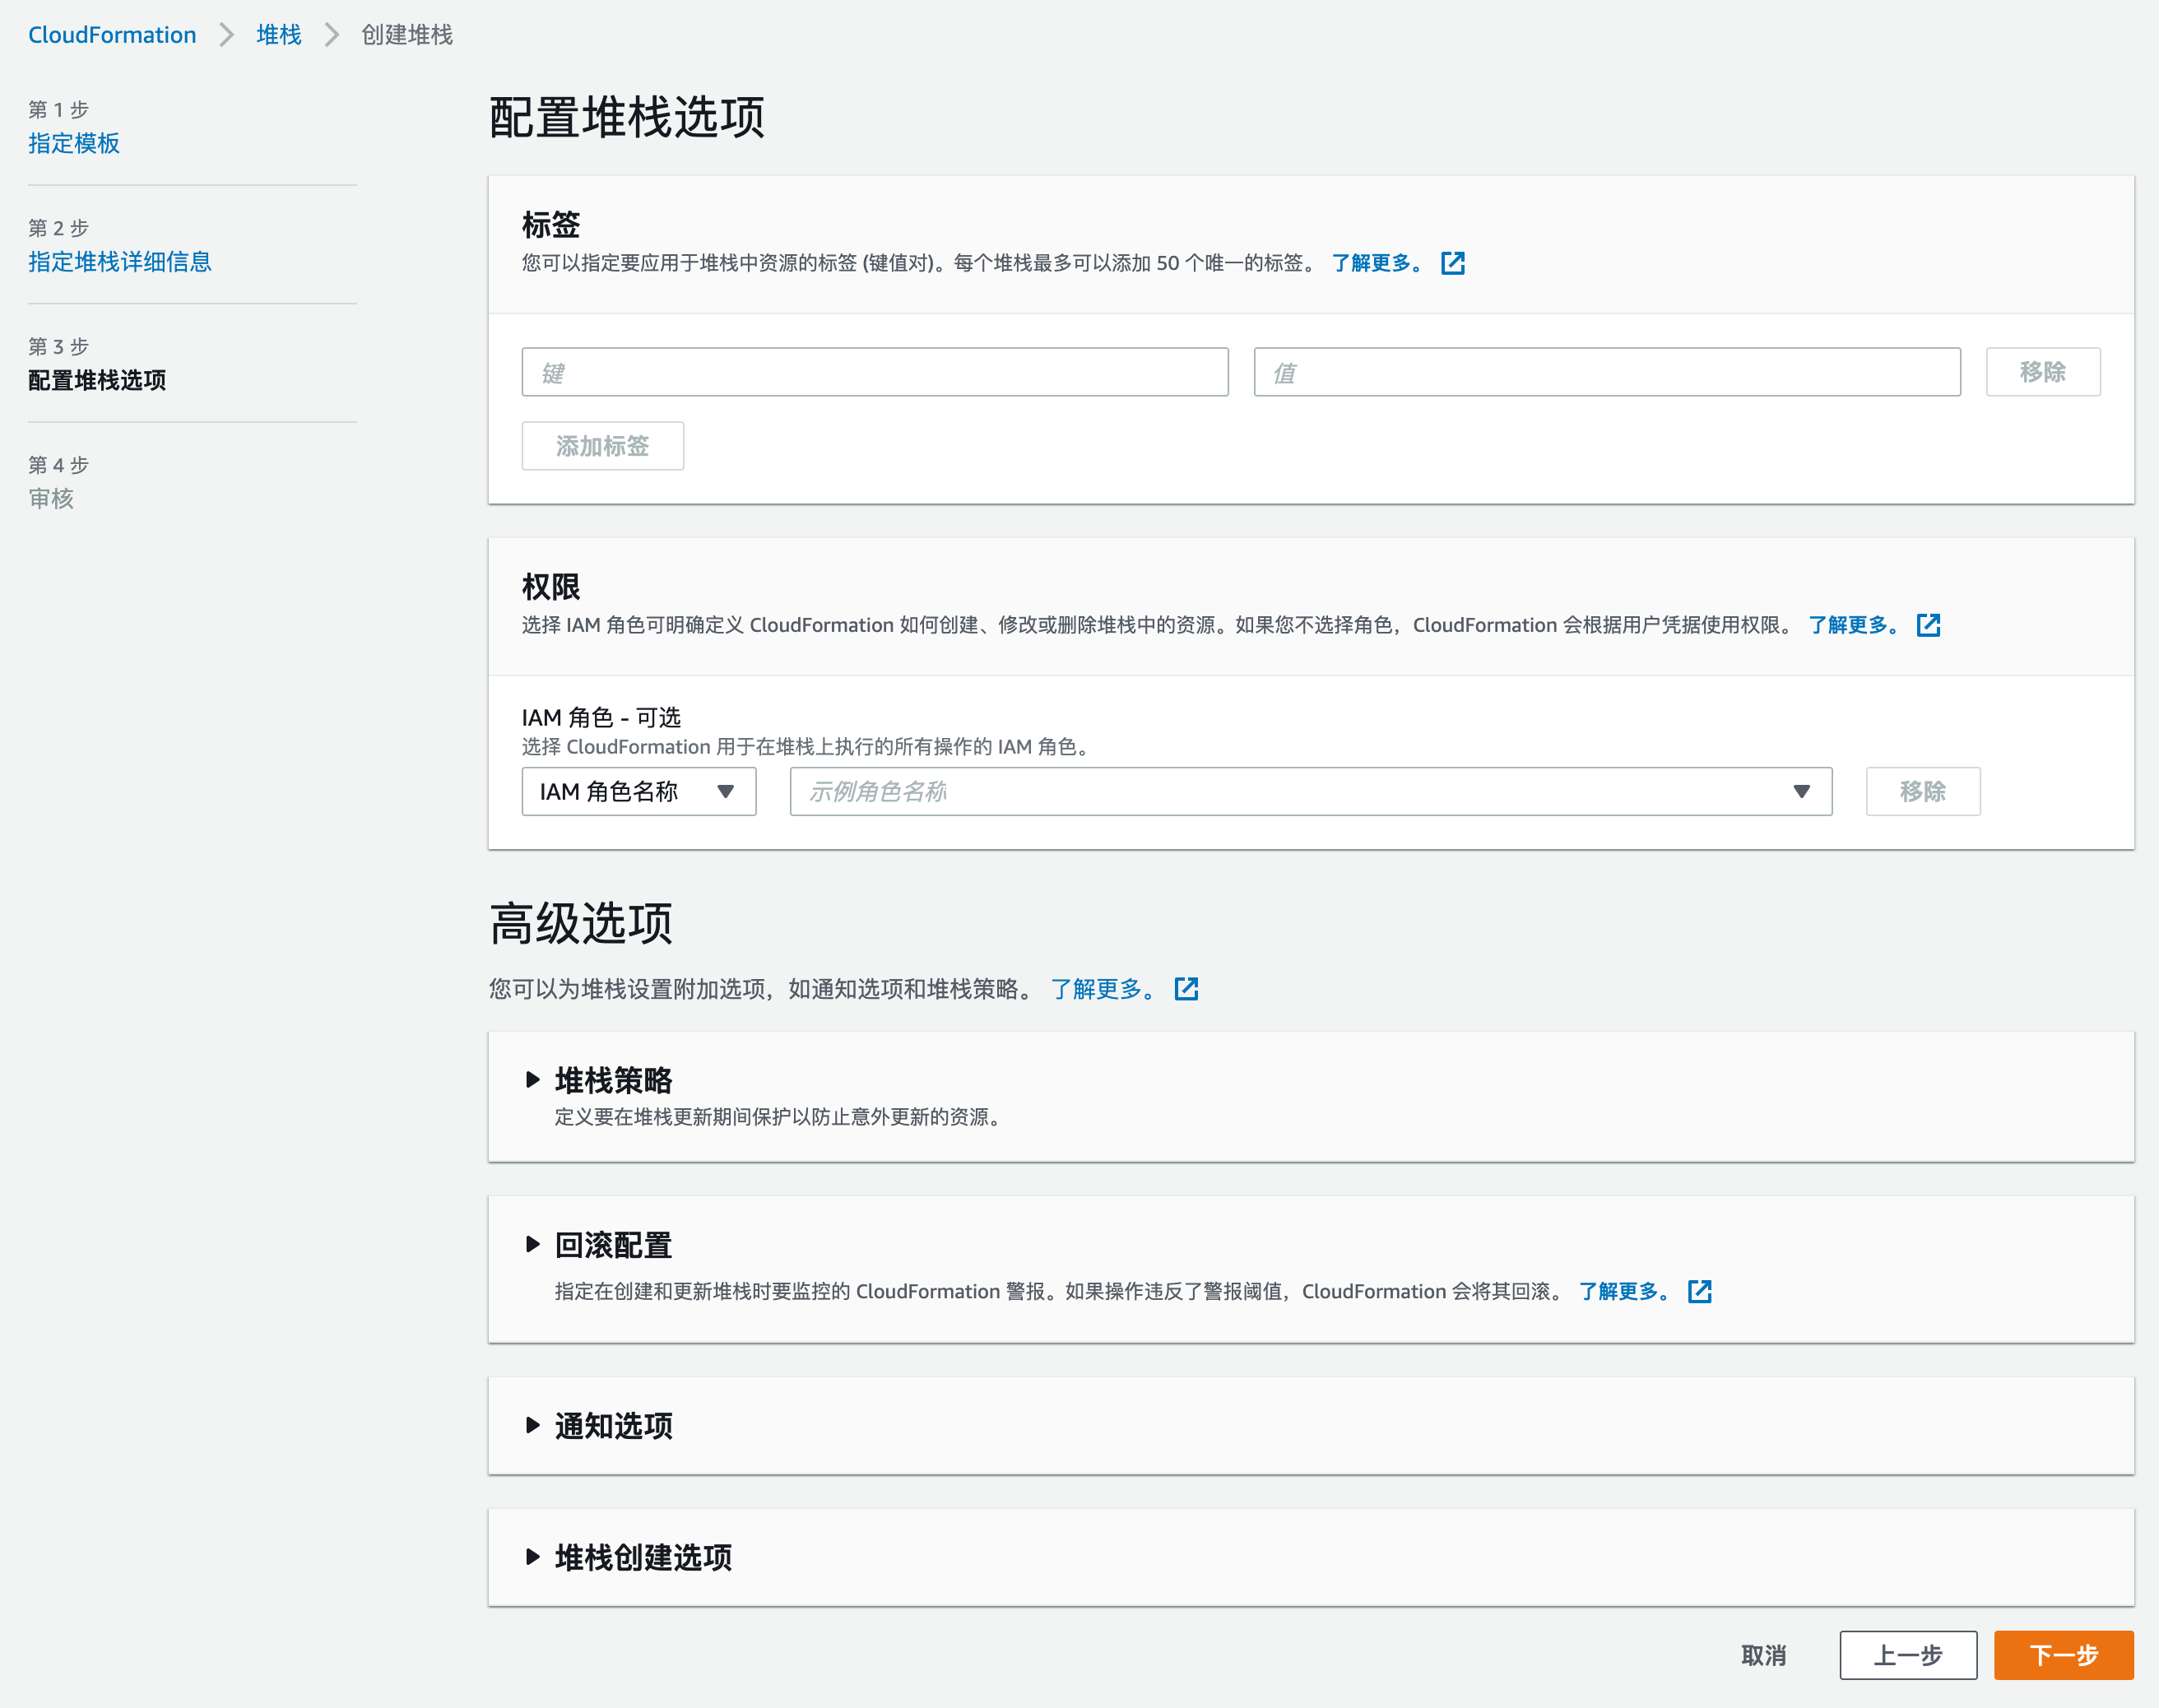 CloudFormation > 堆栈 > 创建堆栈
第 1 步
指定模板
第 2 步
指定堆栈详细信息
第 3 步
配置堆栈选项
第 4 步
审核
配置堆栈选项
标签
您可以指定要应用于堆栈中资源的标签 (键值对)。每个堆栈最多可以添加 50 个唯一的标签。 了解更多。
键 值 移除
添加标签
权限
选择 IAM 角色可明确定义 CloudFormation 如何创建、修改或删除堆栈中的资源。如果您不选择角色，CloudFormation 会根据用户凭据使用权限。 了解更多。
IAM 角色 - 可选
选择 CloudFormation 用于在堆栈上执行的所有操作的 IAM 角色。
IAM 角色名称 示例角色名称 移除
高级选项
您可以为堆栈设置附加选项，如通知选项和堆栈策略。 了解更多。
堆栈策略
定义要在堆栈更新期间保护以防止意外更新的资源。
回滚配置
指定在创建和更新堆栈时要监控的 CloudFormation 警报。如果操作违反了警报阈值，CloudFormation 会将其回滚。 了解更多。
通知选项
堆栈创建选项
取消 上一步 下一步